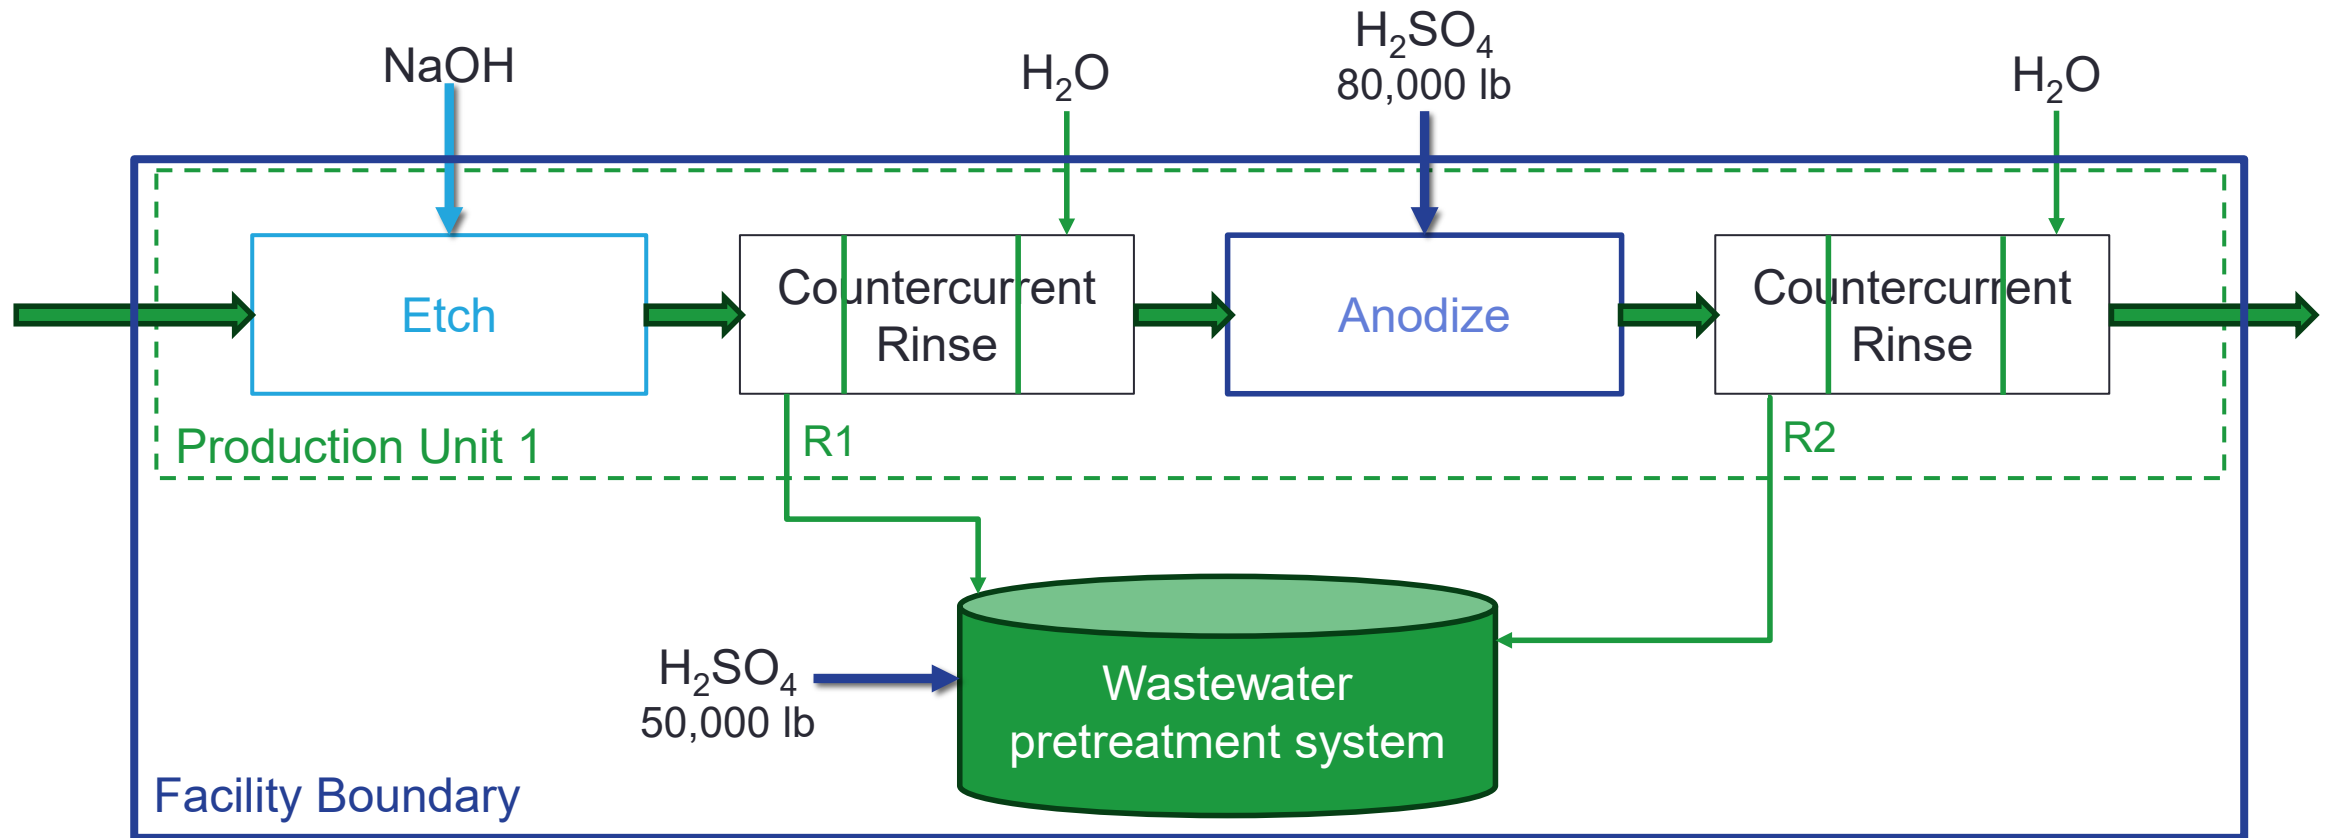 NaOH
H₂O
H₂SO₄
80,000 lb
H₂O
Etch
Countercurrent
Rinse
Anodize
Countercurrent
Rinse
Production Unit 1
R1
R2
H₂SO₄
50,000 lb
Wastewater
pretreatment system
Facility Boundary